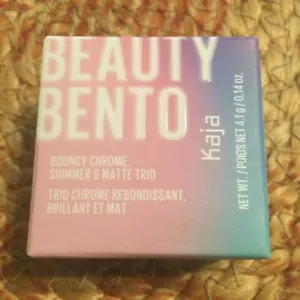 BEAUTY
BENTO
BOUNCY CHROME,
SHIMMER & MATTE TRIO
TRIO CHROME REBONDISSANT,
BRILLANT ET MAT
Kaja
NET WT. / POIDS NET 4.1 g / 0.14 oz.